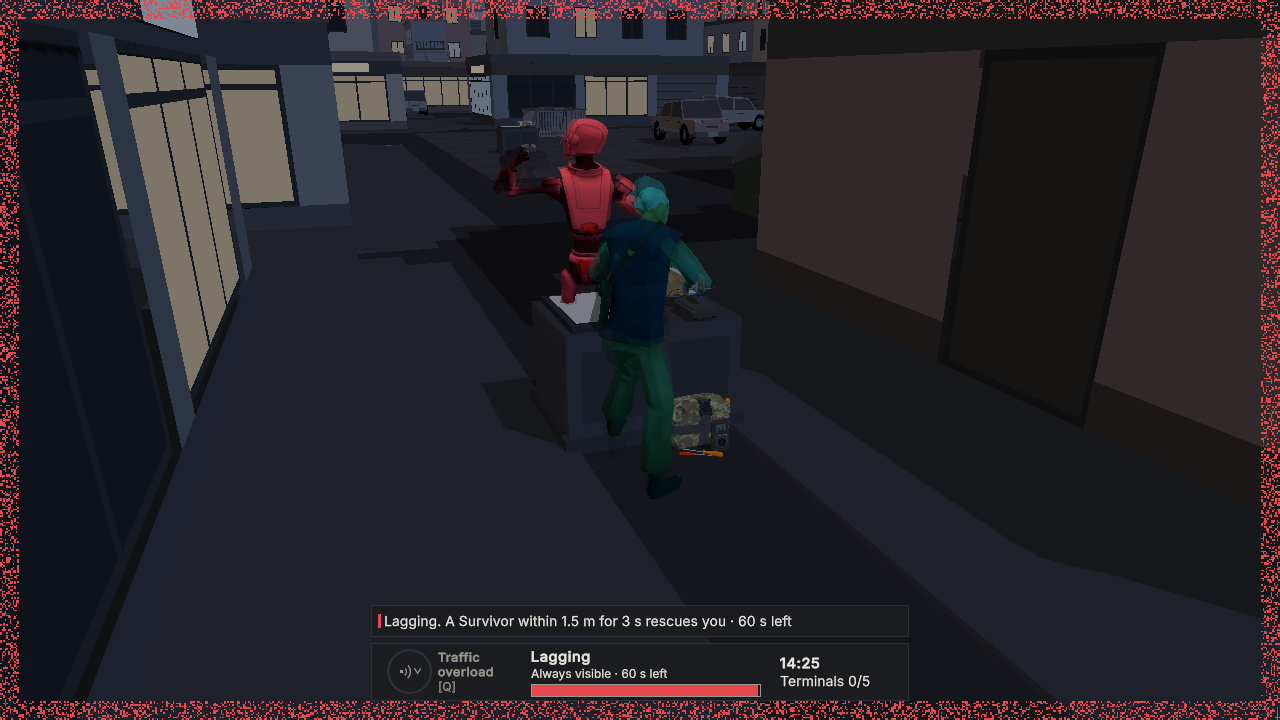 Lagging. A Survivor within 1.5 m for 3 s rescues you · 60 s left
Traffic
overload
[Q]
Lagging
Always visible · 60 s left
14:25
Terminals 0/5